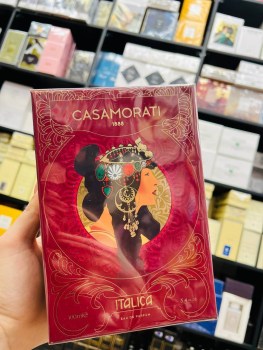 CASAMORATI
1888
ITALICA
EAU DE PARFUM